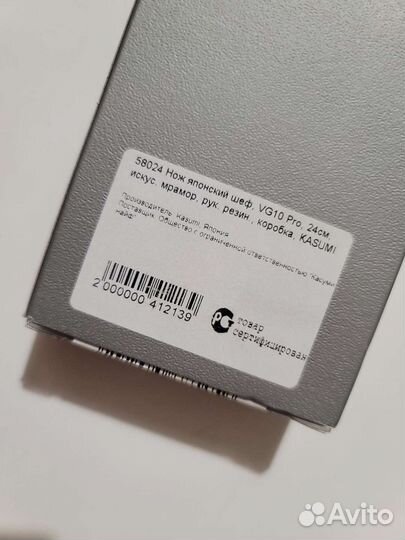 58024 Нож японский шеф, VG10 Pro, 24см,
искус. мрамор, рук. резин., коробка, KASUMI
Производитель: Kasumi, Япония
Поставщик: Общество с ограниченной ответственностью "Касуми
найф"
2 000000 412139
РС товар
сертифицирован
Avito